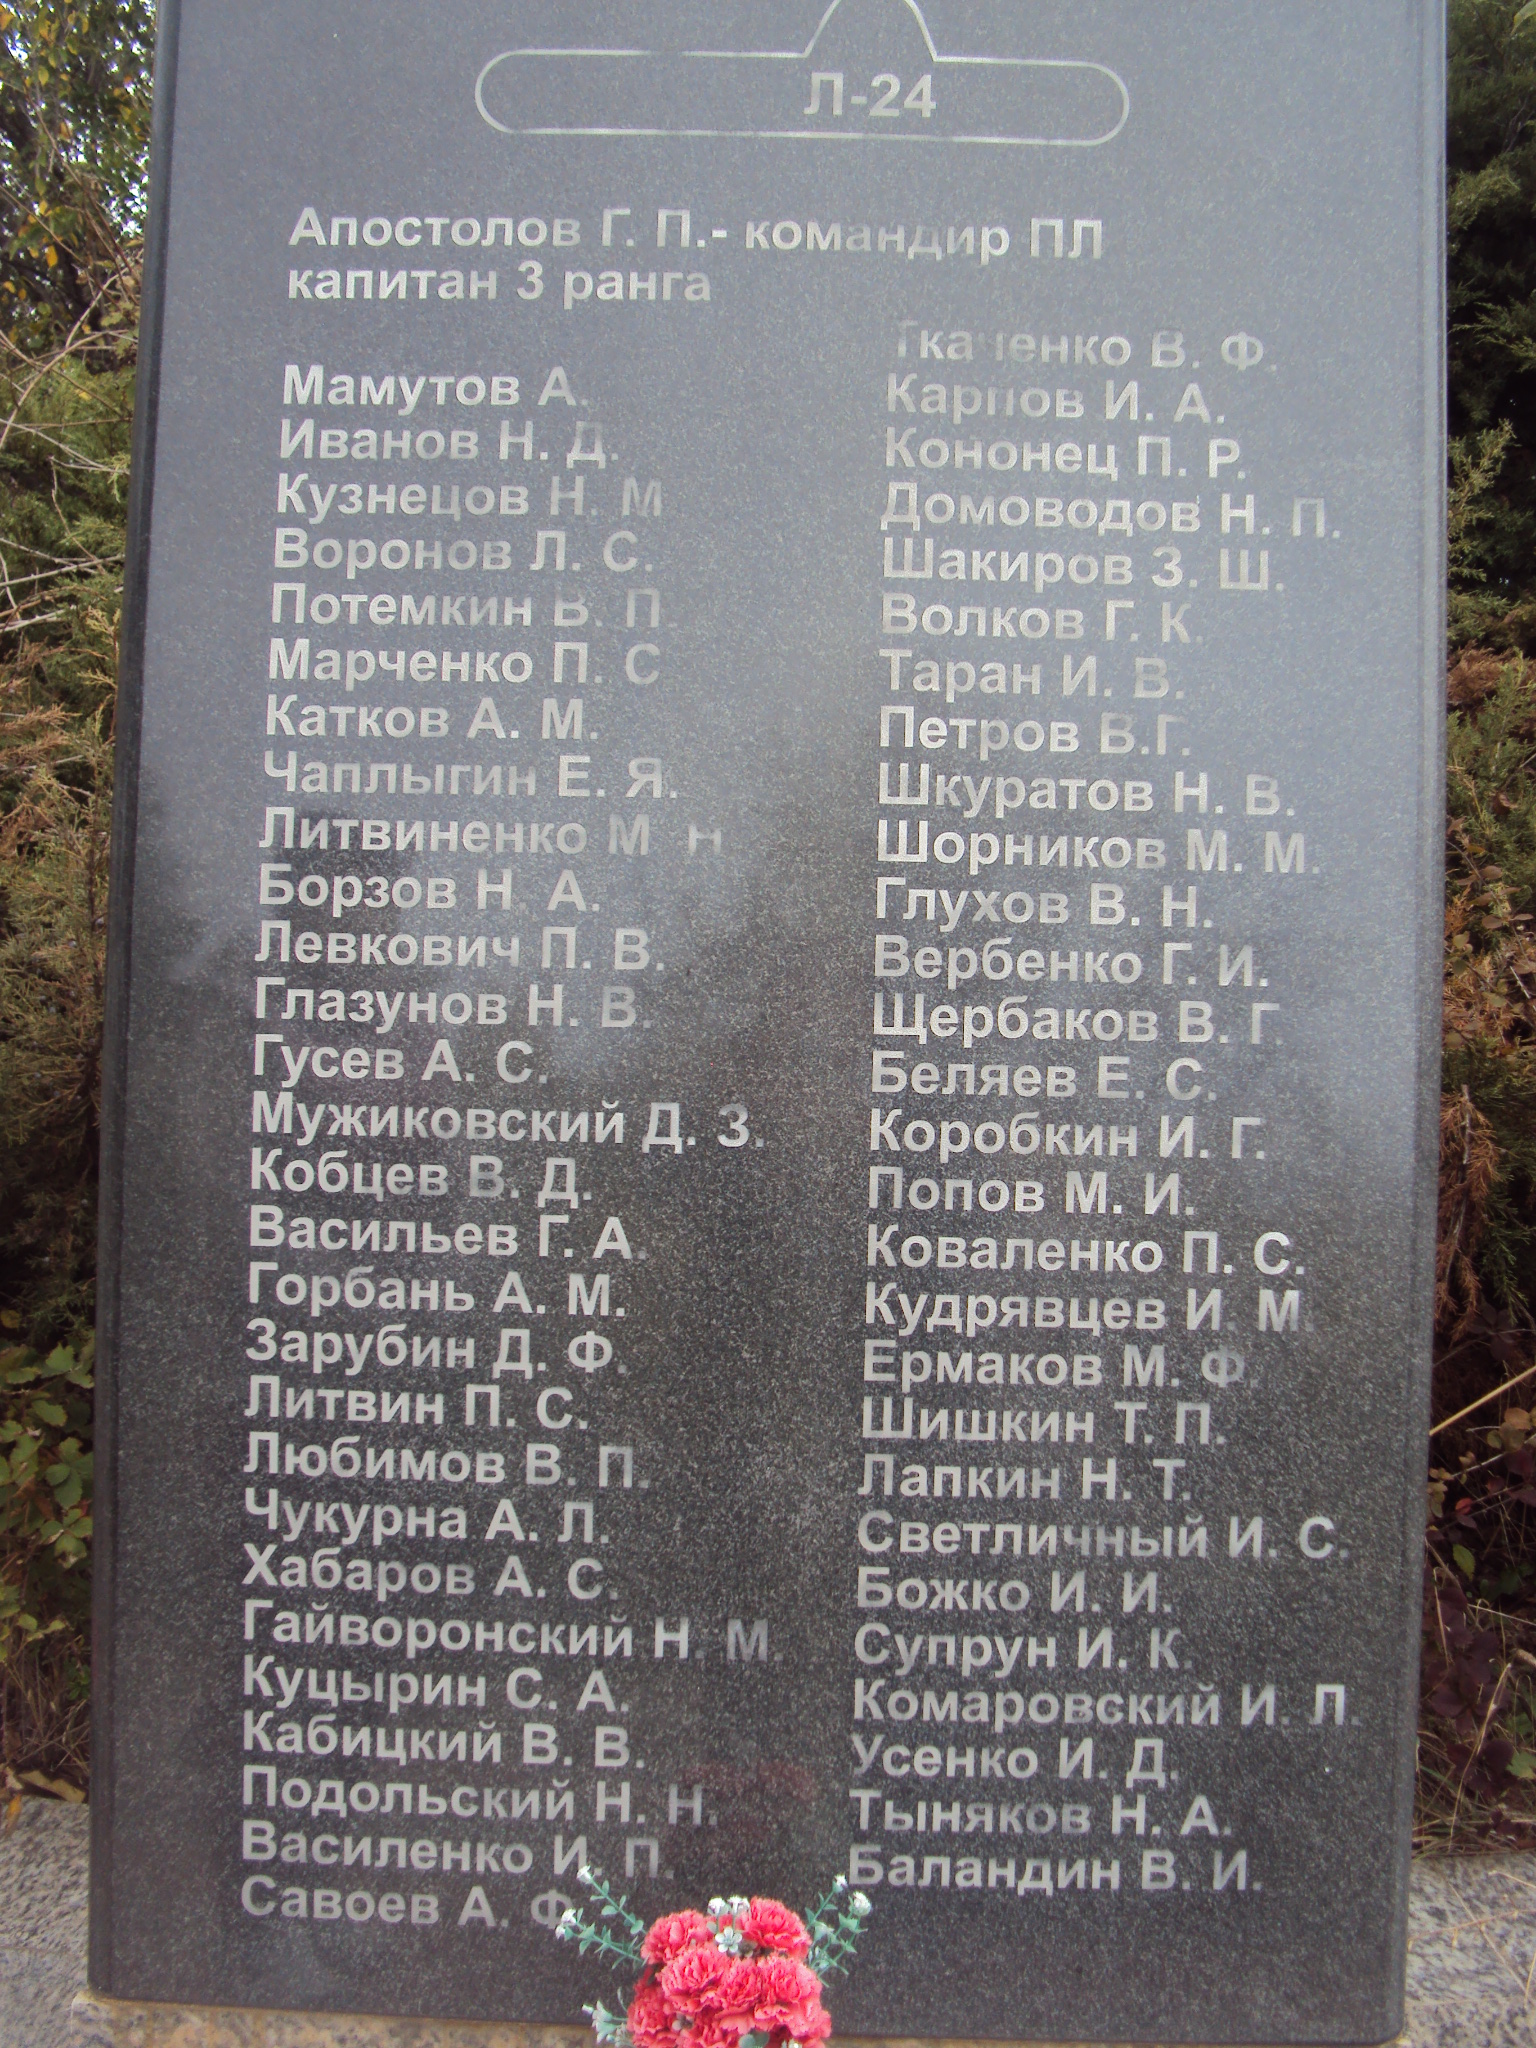 Л-24
Апостолов Г. П.- командир ПЛ
капитан 3 ранга
Мамутов А.
Иванов Н. Д.
Кузнецов Н. М
Воронов Л. С.
Потемкин В. П.
Марченко П. С
Катков А. М.
Чаплыгин Е. Я.
Литвиненко М Н
Борзов Н. А.
Левкович П. В.
Глазунов Н. В.
Гусев А. С.
Мужиковский Д. З.
Кобцев В. Д.
Васильев Г. А.
Горбань А. М.
Зарубин Д. Ф.
Литвин П. С.
Любимов В. П.
Чукурна А. Л.
Хабаров А. С.
Гайворонский Н. М.
Куцырин С. А.
Кабицкий В. В.
Подольский Н. Н.
Василенко И. П.
Савоев А. Ф
Ткаченко В. Ф.
Карпов И. А.
Кононец П. Р.
Домоводов Н. П.
Шакиров З. Ш.
Волков Г. К.
Таран И. В.
Петров В.Г.
Шкуратов Н. В.
Шорников М. М.
Глухов В. Н.
Вербенко Г. И.
Щербаков В. Г.
Беляев Е. С.
Коробкин И. Г.
Попов М. И.
Коваленко П. С.
Кудрявцев И. М.
Ермаков М. Ф.
Шишкин Т. П.
Лапкин Н. Т.
Светличный И. С.
Божко И. И.
Супрун И. К.
Комаровский И. Л.
Усенко И. Д.
Тыняков Н. А.
Баландин В. И.